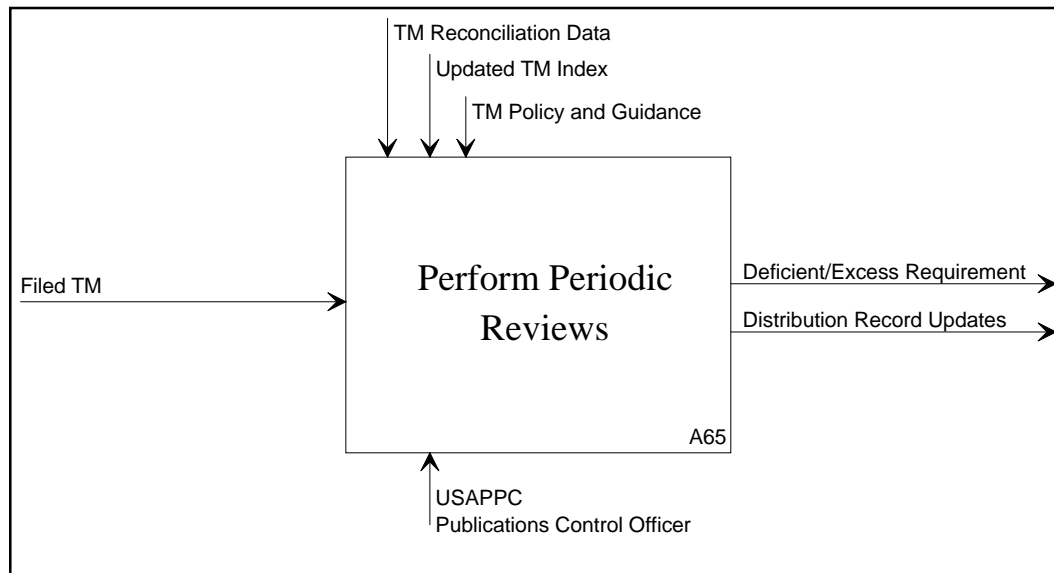 TM Reconciliation Data
Updated TM Index
TM Policy and Guidance
Filed TM
Perform Periodic
Reviews
Deficient/Excess Requirement
Distribution Record Updates
A65
USAPPC
Publications Control Officer